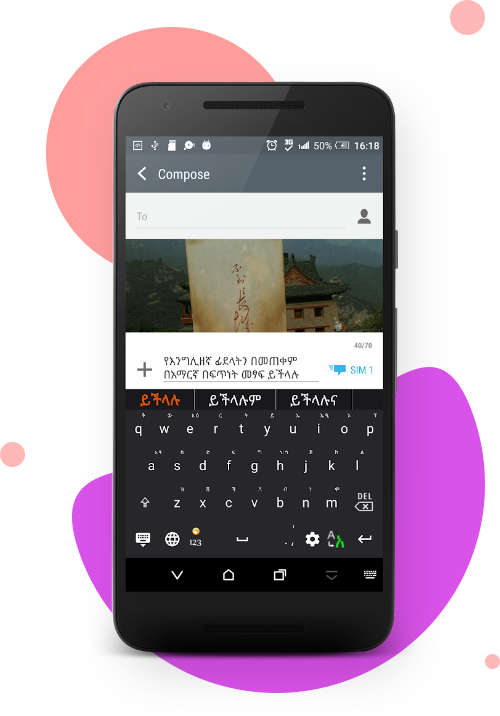 3G 50% 16:18
Compose
To
40/70
የእንግሊዘኛ ፊደላትን በመጠቀም
በአማርኛ በፍጥነት መፃፍ ይችላሉ
SIM 1
ይችላሉ ይችላሉም ይችላሉና
q w e r t y u i o p
a s d f g h j k l
z x c v b n m DEL
123 A አ